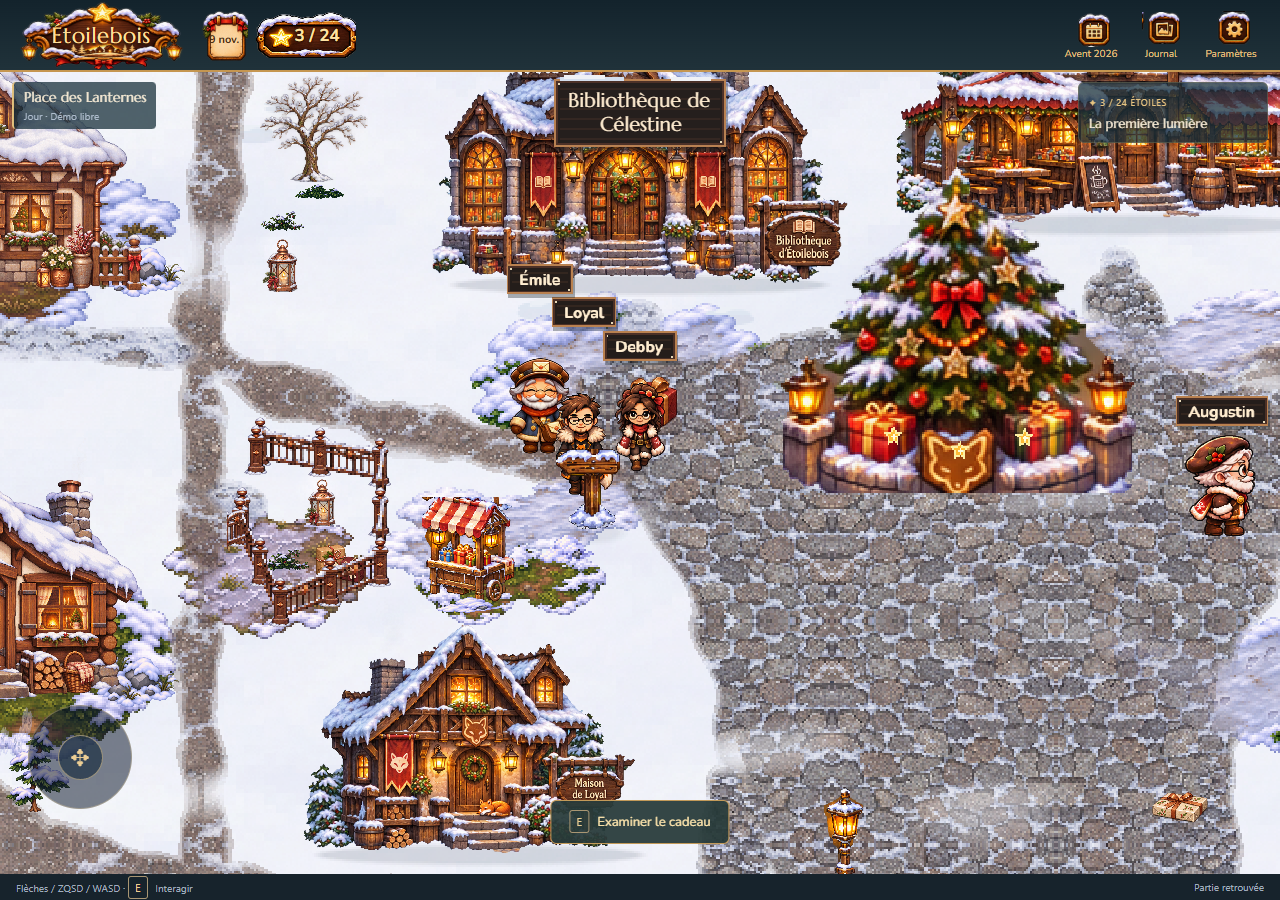 Étoilebois
9 nov.
3 / 24
Avent 2026
Journal
Paramètres
Place des Lanternes
Jour · Démo libre
Bibliothèque de
Célestine
✦ 3 / 24 ÉTOILES
La première lumière
Bibliothèque
d'Étoilebois
Émile
Loyal
Debby
Augustin
Maison
de Loyal
E Examiner le cadeau
Flèches / ZQSD / WASD · E Interagir
Partie retrouvée